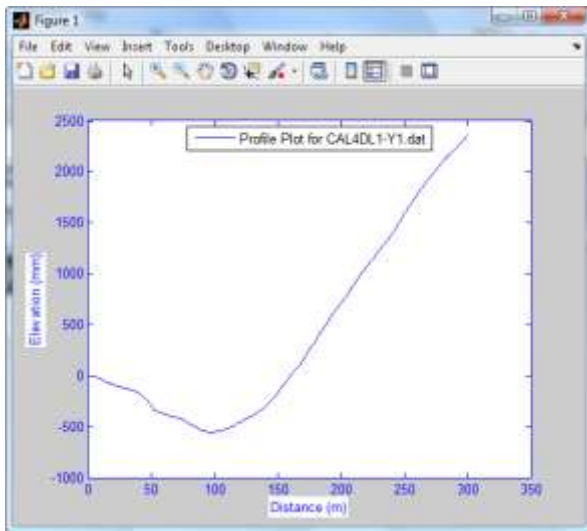 Figure 1
File Edit View Insert Tools Desktop Window Help
Profile Plot for CAL4DL1-Y1.dat
2500
2000
1500
1000
500
0
-500
-1000
Elevation (mm)
0 50 100 150 200 250 300 350
Distance (m)